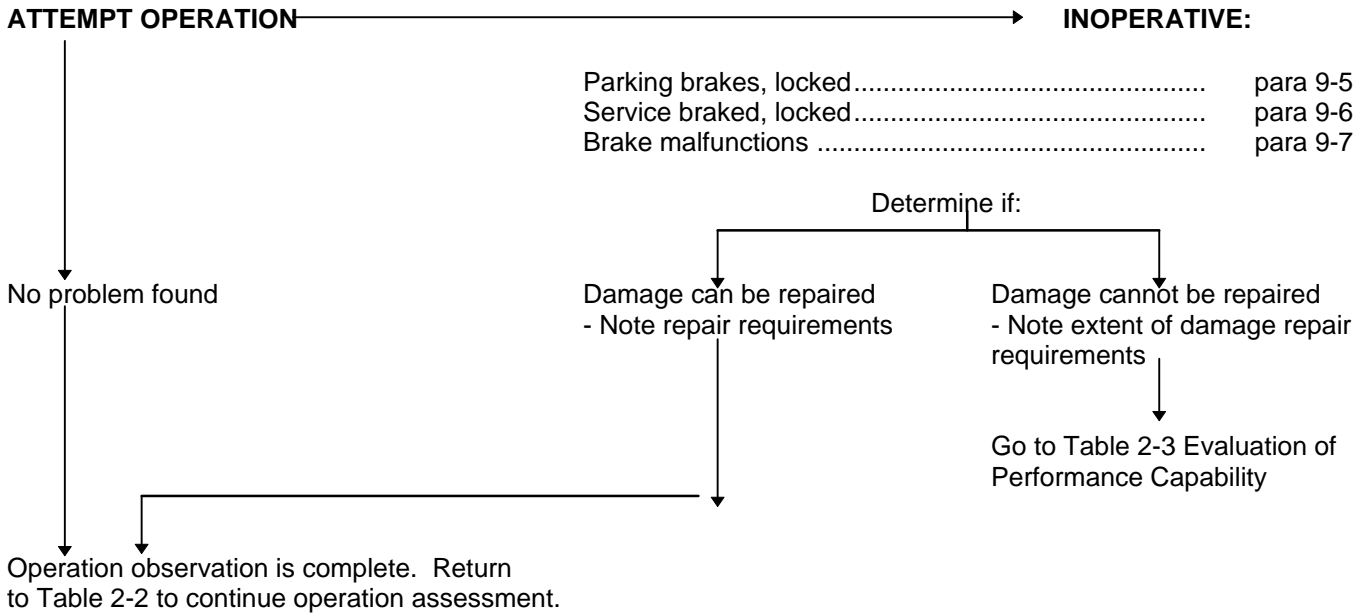 ATTEMPT OPERATION
INOPERATIVE:
Parking brakes, locked............................................... para 9-5
Service braked, locked............................................... para 9-6
Brake malfunctions .................................................... para 9-7
Determine if:
No problem found
Damage can be repaired
- Note repair requirements
Damage cannot be repaired
- Note extent of damage repair
requirements
Go to Table 2-3 Evaluation of
Performance Capability
Operation observation is complete. Return
to Table 2-2 to continue operation assessment.